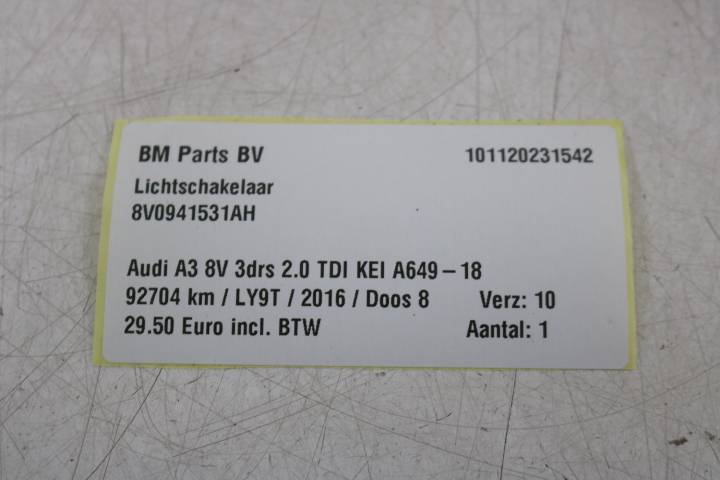 BM Parts BV 101120231542
Lichtschakelaar
8V0941531AH
Audi A3 8V 3drs 2.0 TDI KEI A649-18
92704 km / LY9T / 2016 / Doos 8 Verz: 10
29.50 Euro incl. BTW Aantal: 1